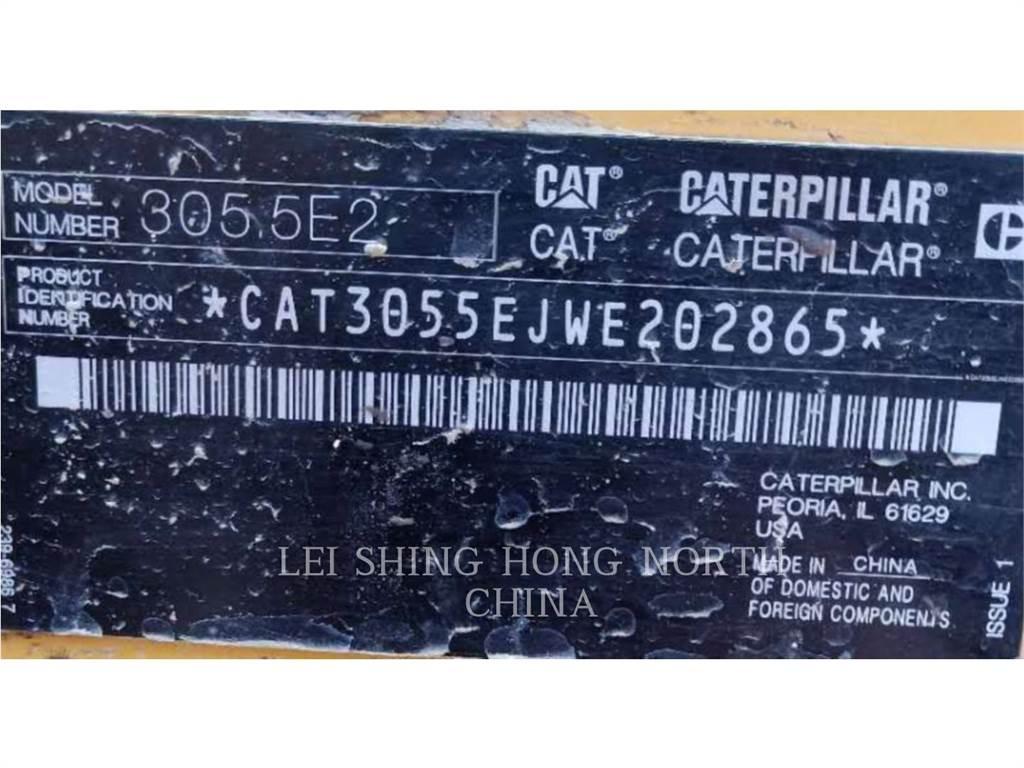 MODEL
NUMBER
305.5E2
CAT® CATERPILLAR®
CAT® CATERPILLAR®
PRODUCT
IDENTIFICATION
NUMBER
*CAT3055EJWE202865*
CATERPILLAR INC.
PEORIA, IL 61629
USA
MADE IN CHINA
OF DOMESTIC AND
FOREIGN COMPONENTS
ISSUE 1
LEI SHING HONG NORTH
CHINA